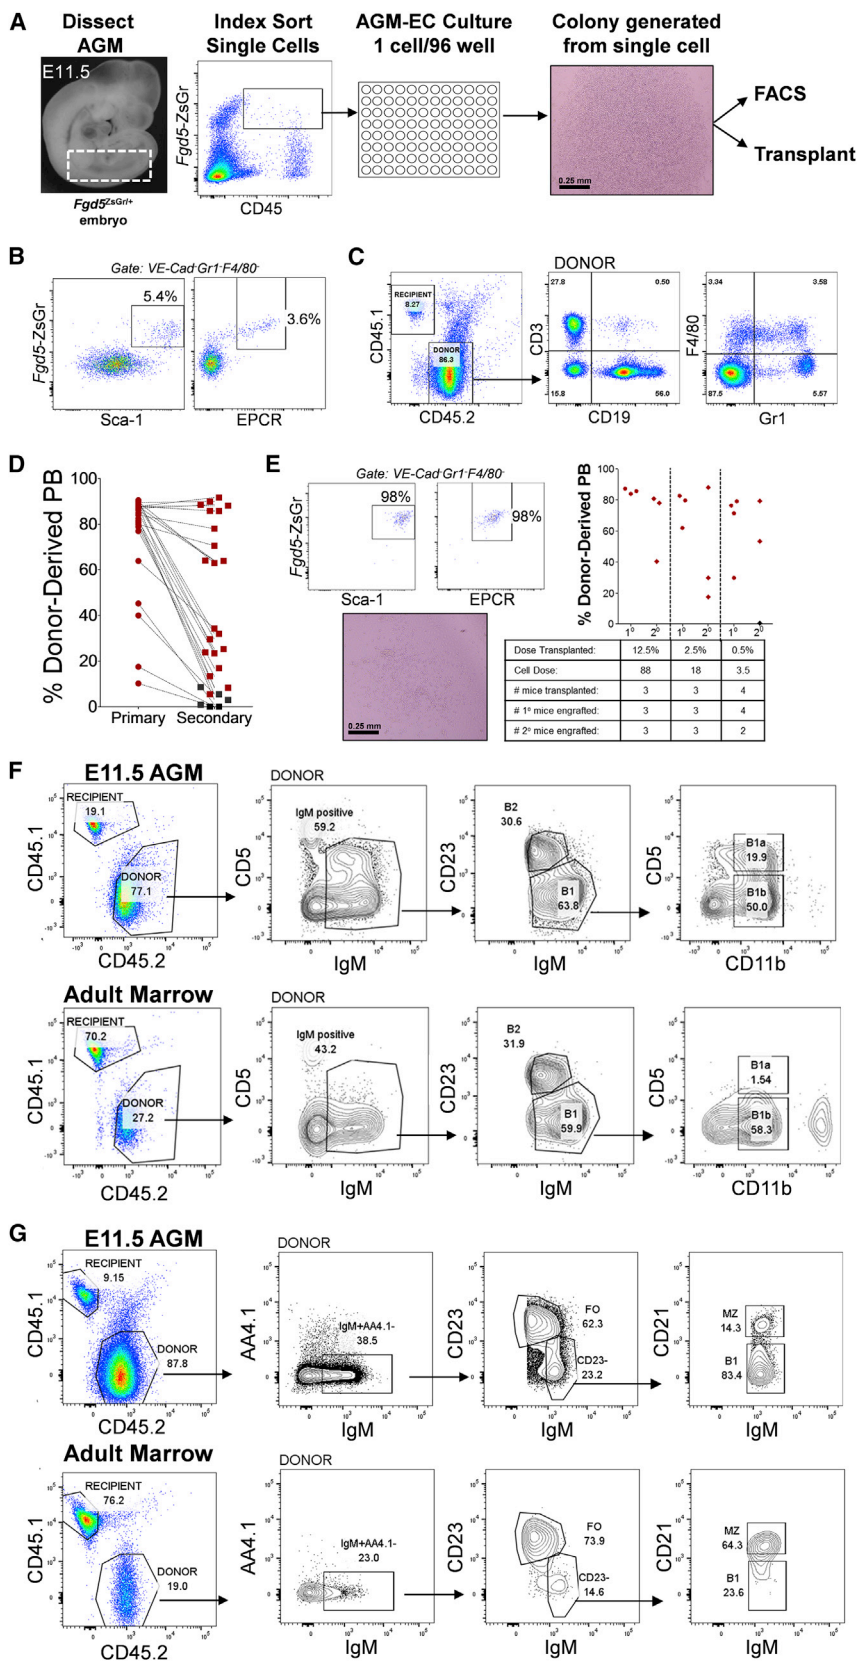 A
Dissect
AGM
Index Sort
Single Cells
AGM-EC Culture
1 cell/96 well
Colony generated
from single cell
E11.5
Fgd5-ZsGr
CD45
0.25 mm
FACS
Transplant
Fgd5ZsGr/+
embryo
B
Gate: VE-Cad-Gr1-F4/80-
5.4%
3.6%
Fgd5-ZsGr
Sca-1
EPCR
C
DONOR
CD45.1
RECIPIENT
8.27
DONOR
86.3
CD45.2
27.8
0.50
CD3
15.8
56.0
CD19
3.34
3.58
F4/80
87.5
5.57
Gr1
D
% Donor-Derived PB
100
80
60
40
20
0
Primary
Secondary
E
Gate: VE-Cad-Gr1-F4/80-
98%
98%
Fgd5-ZsGr
Sca-1
EPCR
0.25 mm
% Donor-Derived PB
100
80
60
40
20
0
1º 2º 1º 2º 1º 2º
Dose Transplanted: 12.5% 2.5% 0.5%
Cell Dose: 88 18 3.5
# mice transplanted: 3 3 4
# 1º mice engrafted: 3 3 4
# 2º mice engrafted: 3 3 2
F
E11.5 AGM
RECIPIENT
19.1
DONOR
77.1
CD45.1
CD45.2
DONOR
IgM positive
59.2
CD5
IgM
B2
30.6
B1
63.8
CD23
IgM
B1a
19.9
B1b
50.0
CD5
CD11b
Adult Marrow
RECIPIENT
70.2
DONOR
27.2
CD45.1
CD45.2
DONOR
IgM positive
43.2
CD5
IgM
B2
31.9
B1
59.9
CD23
IgM
B1a
1.54
B1b
58.3
CD5
CD11b
G
E11.5 AGM
RECIPIENT
9.15
DONOR
87.8
CD45.1
CD45.2
DONOR
IgM+AA4.1-
38.5
AA4.1
IgM
FO
62.3
CD23-
23.2
CD23
IgM
MZ
14.3
B1
83.4
CD21
IgM
Adult Marrow
RECIPIENT
76.2
DONOR
19.0
CD45.1
CD45.2
DONOR
IgM+AA4.1-
23.0
AA4.1
IgM
FO
73.9
CD23-
14.6
CD23
IgM
MZ
64.3
B1
23.6
CD21
IgM